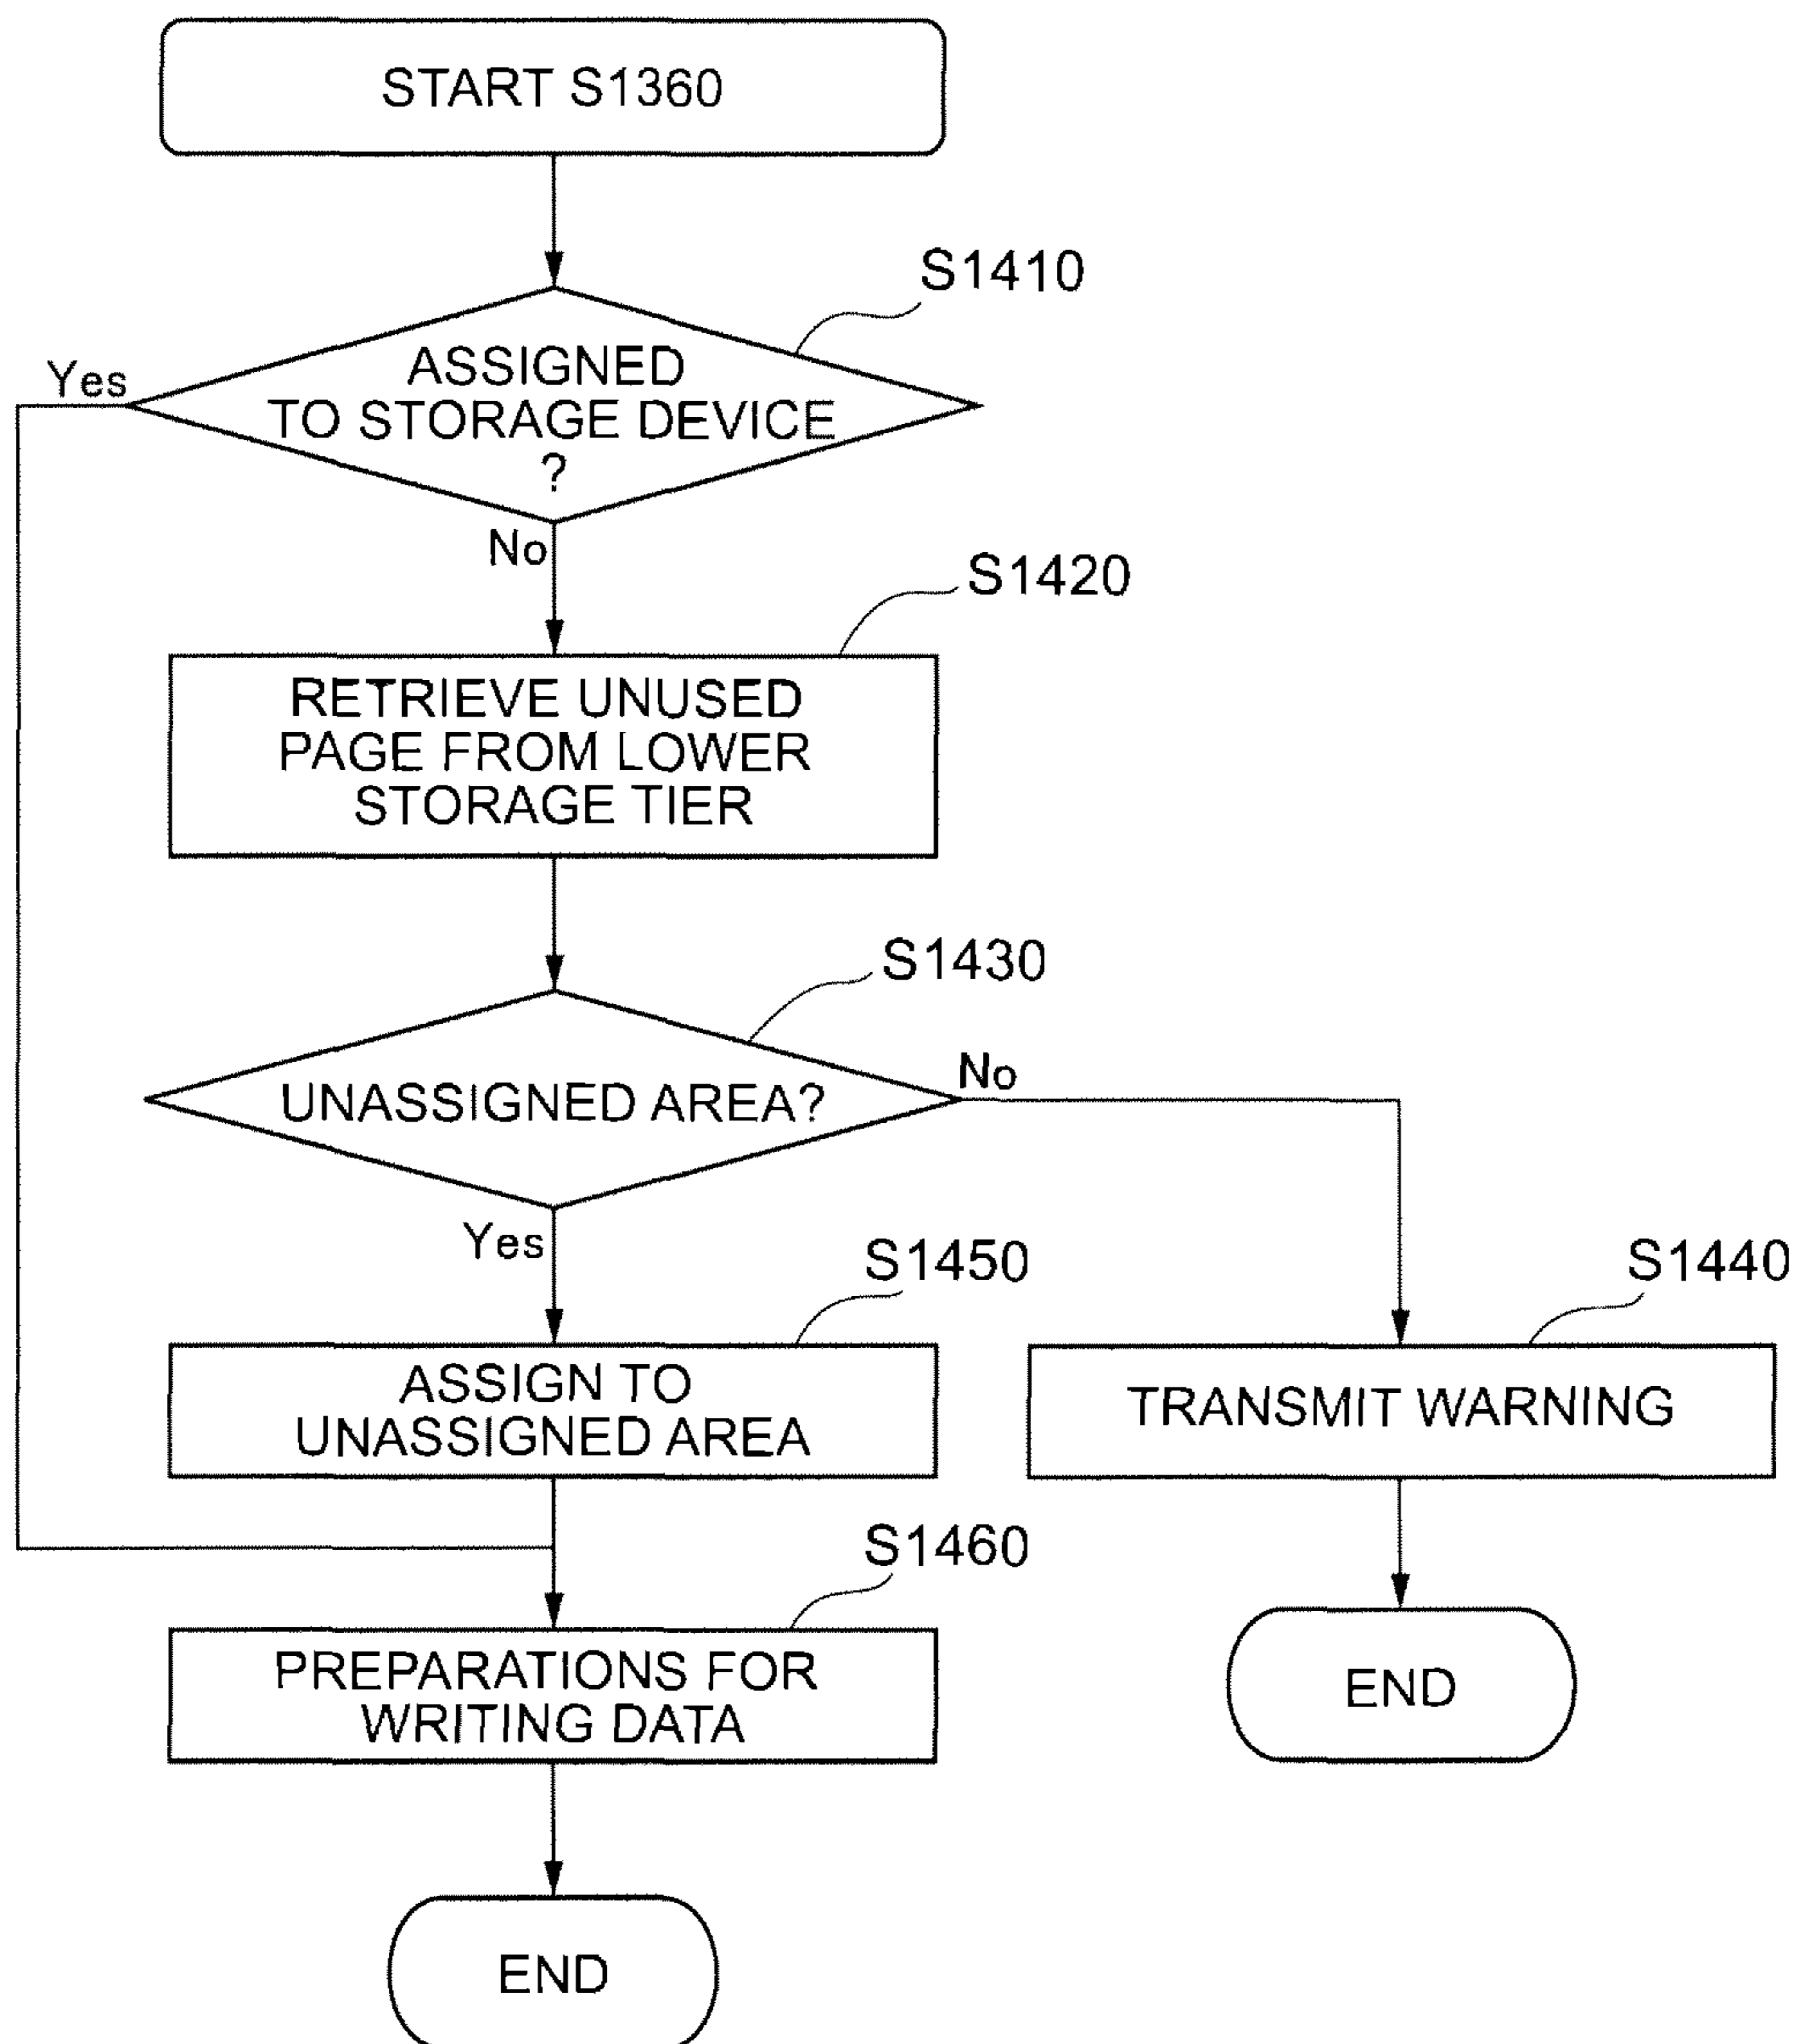 START S1360
S1410
Yes
ASSIGNED
TO STORAGE DEVICE
?
No
S1420
RETRIEVE UNUSED
PAGE FROM LOWER
STORAGE TIER
S1430
No
UNASSIGNED AREA?
Yes
S1450
S1440
ASSIGN TO
UNASSIGNED AREA
TRANSMIT WARNING
S1460
PREPARATIONS FOR
WRITING DATA
END
END